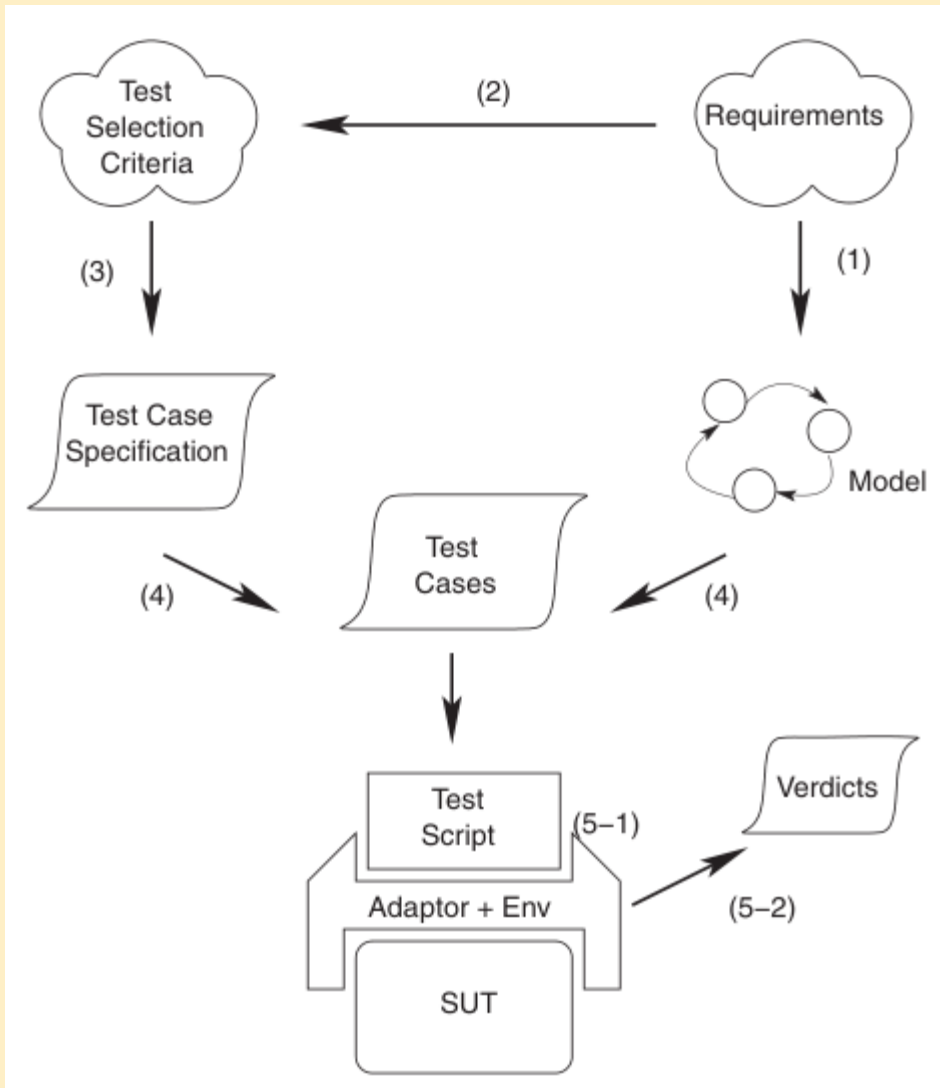 Test
Selection
Criteria
(2)
Requirements
(3)
(1)
Test Case
Specification
Model
Test
Cases
(4)
(4)
Test
Script
(5–1)
Verdicts
Adaptor + Env
(5–2)
SUT